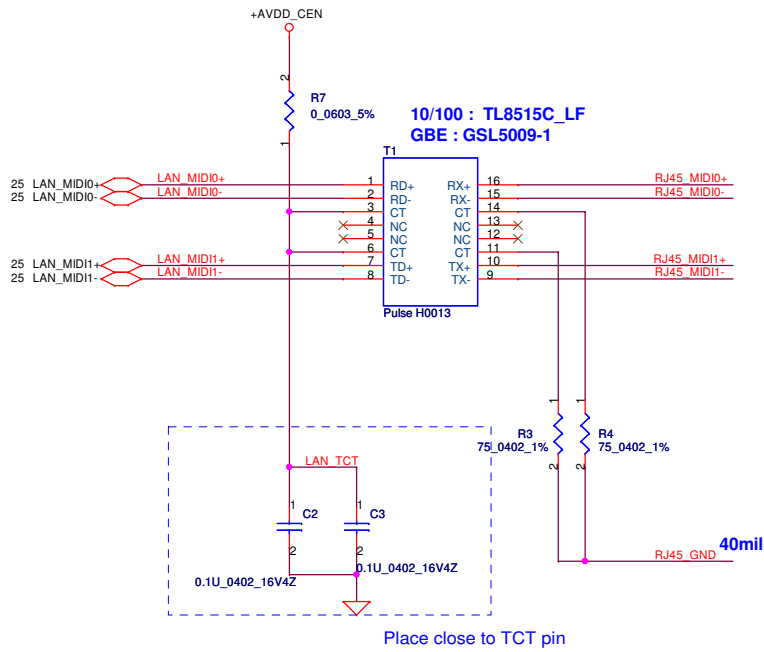 +AVDD_CEN
2
R7
0_0603_5%
1
10/100 : TL8515C_LF
GBE : GSL5009-1
T1
25 LAN_MIDI0+ LAN_MIDI0+ 1 RD+ RX+ 16 RJ45_MIDI0+
25 LAN_MIDI0- LAN_MIDI0- 2 RD- RX- 15 RJ45_MIDI0-
3 CT CT 14
4 NC NC 13
5 NC NC 12
6 CT CT 11
25 LAN_MIDI1+ LAN_MIDI1+ 7 TD+ TX+ 10 RJ45_MIDI1+
25 LAN_MIDI1- LAN_MIDI1- 8 TD- TX- 9 RJ45_MIDI1-
Pulse H0013
1 1
R3 R4
75_0402_1% 75_0402_1%
2 2
LAN_TCT
1 1
C2 C3
2 2
0.1U_0402_16V4Z 0.1U_0402_16V4Z
RJ45_GND 40mil
Place close to TCT pin